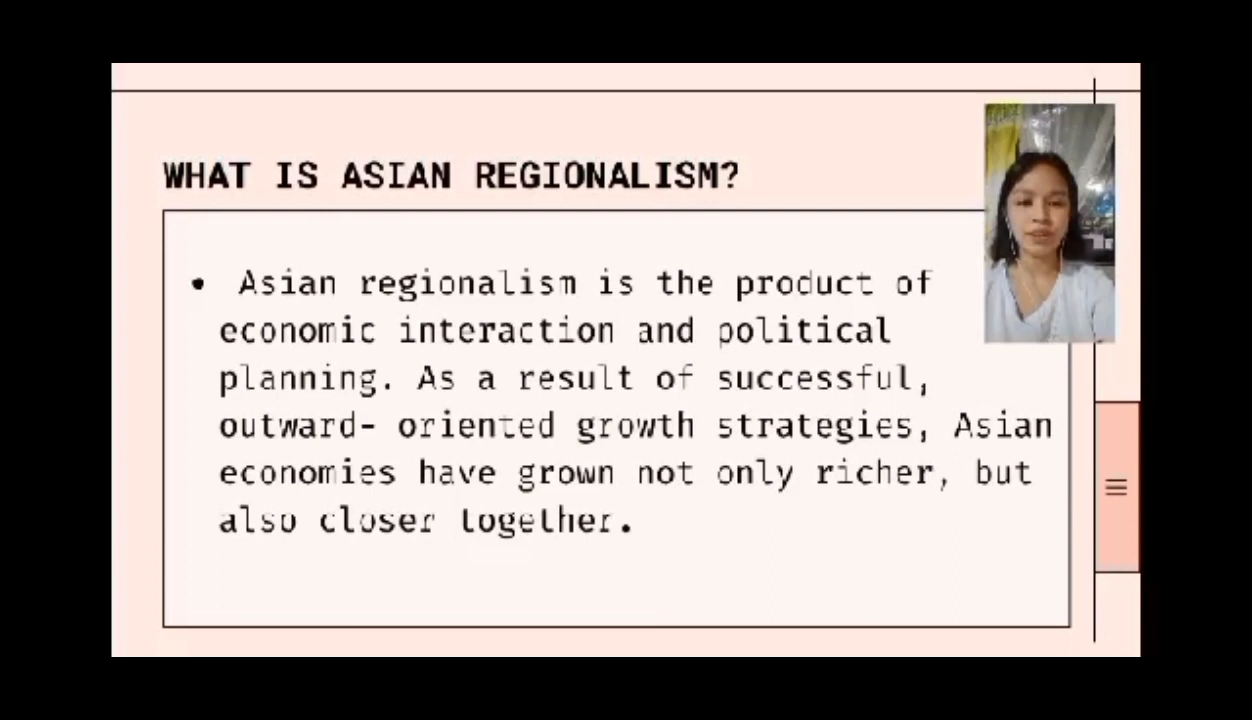 WHAT IS ASIAN REGIONALISM?
• Asian regionalism is the product of
economic interaction and political
planning. As a result of successful,
outward- oriented growth strategies, Asian
economies have grown not only richer, but
also closer together.